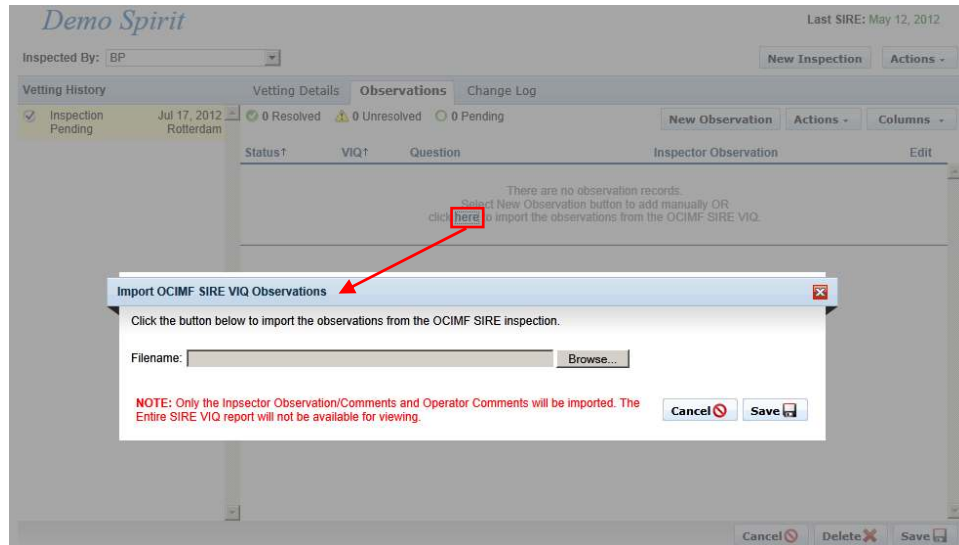 Demo Spirit
Last SIRE: May 12, 2012
Inspected By: BP
New Inspection
Actions
Vetting History
Vetting Details
Observations
Change Log
Inspection Pending
Jul 17, 2012
Rotterdam
0 Resolved
0 Unresolved
0 Pending
New Observation
Actions
Columns
Status↑
VIQ↑
Question
Inspector Observation
Edit
There are no observation records.
Select New Observation button to add manually OR
click here to import the observations from the OCIMF SIRE VIQ.
Import OCIMF SIRE VIQ Observations
Click the button below to import the observations from the OCIMF SIRE inspection.
Filename:
Browse...
NOTE: Only the Inpsector Observation/Comments and Operator Comments will be imported. The
Entire SIRE VIQ report will not be available for viewing.
Cancel
Save
Cancel
Delete
Save